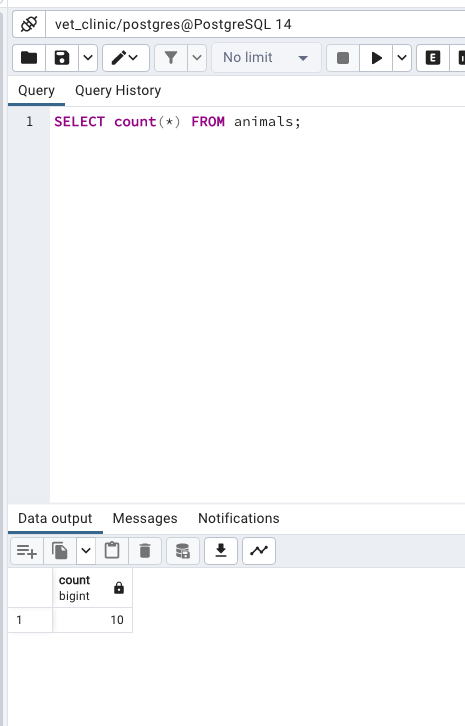 vet_clinic/postgres@PostgreSQL 14
No limit
E
Query Query History
1 SELECT count(*) FROM animals;
Data output Messages Notifications
count
bigint
1 10